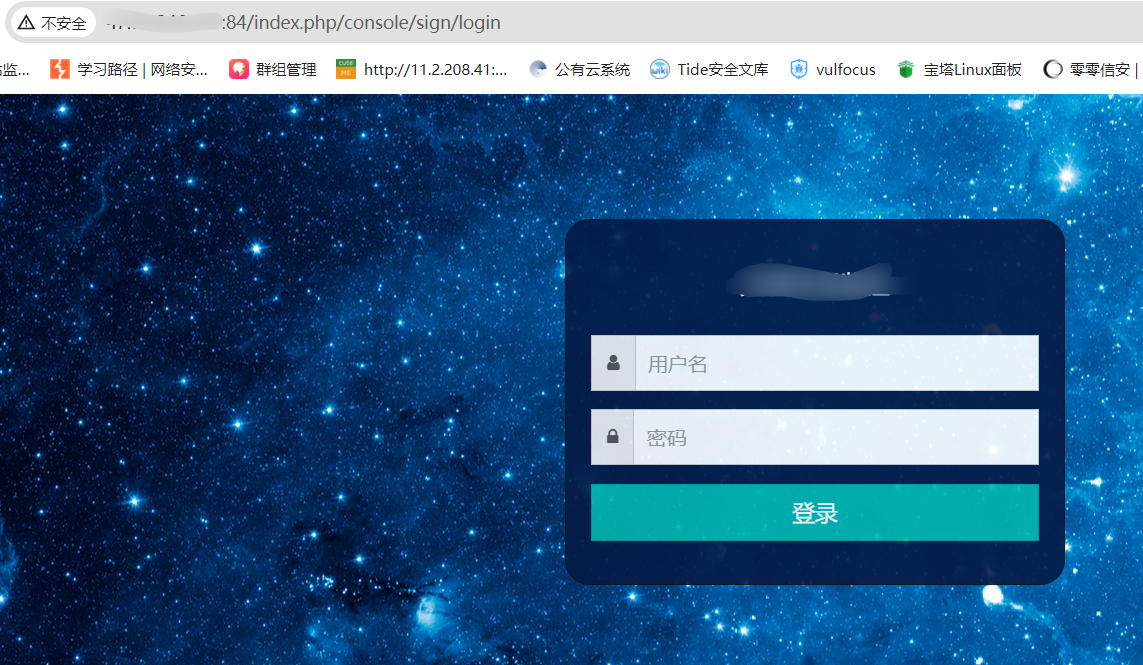 不安全 :84/index.php/console/sign/login
监... 学习路径 | 网络安... 群组管理 cute ME http://11.2.208.41:... 公有云系统 Tide安全文库 vulfocus 宝塔Linux面板 零零信安 |
用户名
密码
登录